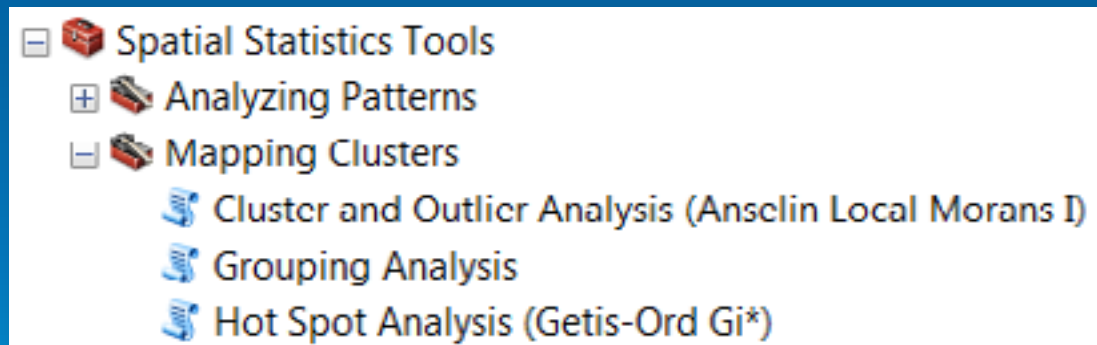 Spatial Statistics Tools
Analyzing Patterns
Mapping Clusters
Cluster and Outlier Analysis (Anselin Local Morans I)
Grouping Analysis
Hot Spot Analysis (Getis-Ord Gi*)